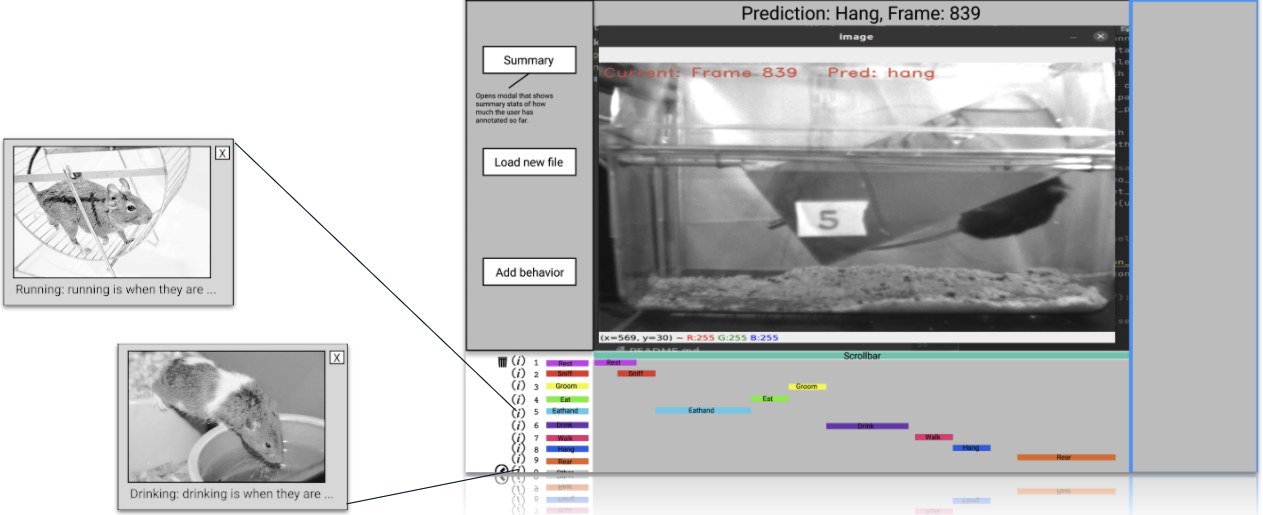 Prediction: Hang, Frame: 839
Image
Summary
Current: Frame 839 Pred: hang
Opens modal that shows
summary stats of how
much the user has
annotated so far.
Load new file
5
Add behavior
X
Running: running is when they are ...
(x=569, y=30) ~ R:255 G:255 B:255
README.md
Scrollbar
X
Drinking: drinking is when they are ...
(i) 1 Rest Rest
(i) 2 Sniff Sniff
(i) 3 Groom Groom
(i) 4 Eat Eat
(i) 5 Eathand Eathand
(i) 6 Drink Drink
(i) 7 Walk Walk
(i) 8 Hang Hang
(i) 9 Rear Rear
(i) 0 Other